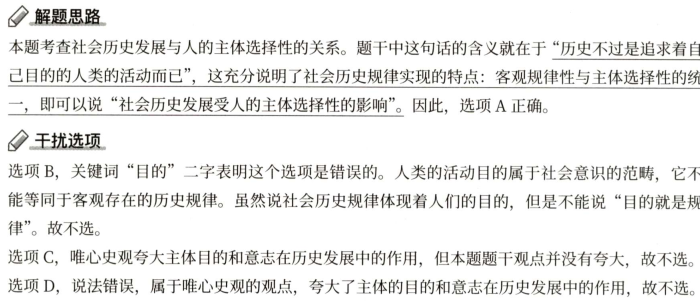 解题思路
本题考查社会历史发展与人的主体选择性的关系。题干中这句话的含义就在于“历史不过是追求着自
己目的的人类的活动而已”，这充分说明了社会历史规律实现的特点：客观规律性与主体选择性的统
一，即可以说“社会历史发展受人的主体选择性的影响”。因此，选项 A 正确。
干扰选项
选项 B，关键词“目的”二字表明这个选项是错误的。人类的活动目的属于社会意识的范畴，它不
能等同于客观存在的历史规律。虽然说社会历史规律体现着人们的目的，但是不能说“目的就是规
律”。故不选。
选项 C，唯心史观夸大主体目的和意志在历史发展中的作用，但本题题干观点并没有夸大，故不选。
选项 D，说法错误，属于唯心史观的观点，夸大了主体的目的和意志在历史发展中的作用，故不选。